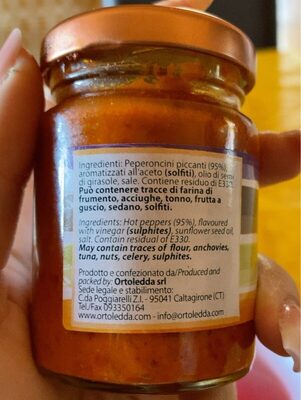 Ingredienti: Peperoncini piccanti (95%),
aromatizzati all'aceto (solfiti), olio di semi
di girasole, sale. Contiene residuo di E330.
Può contenere tracce di farina di
frumento, acciughe, tonno, frutta a
guscio, sedano, solfiti.
Ingredients: Hot peppers (95%), flavoured
with vinegar (sulphites), sunflower seed oil,
salt. Contain residual of E330.
May contain traces of flour, anchovies,
tuna, nuts, celery, sulphites.
Prodotto e confezionato da/Produced and
packed by: Ortoledda srl
Sede legale e stabilimento:
C.da Poggiarelli Z.I. - 95041 Caltagirone (CT)
Tel./Fax 093350164
www.ortoledda.com - info@ortoledda.com